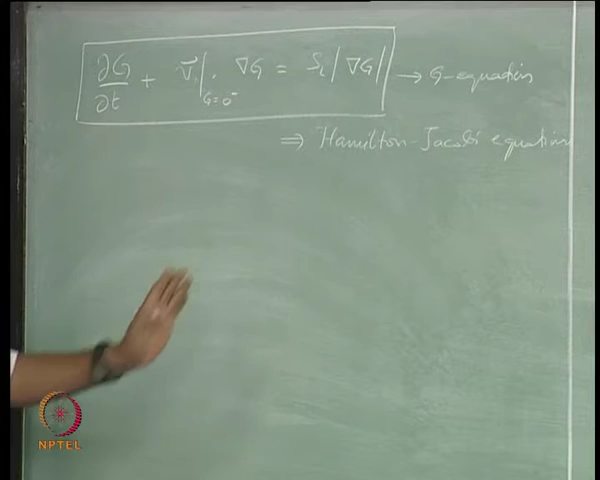 ∂G/∂t + v⃗|_{G=0⁻} · ∇G = S_L |∇G| → G-equation
⇒ Hamilton-Jacobi equation
NPTEL